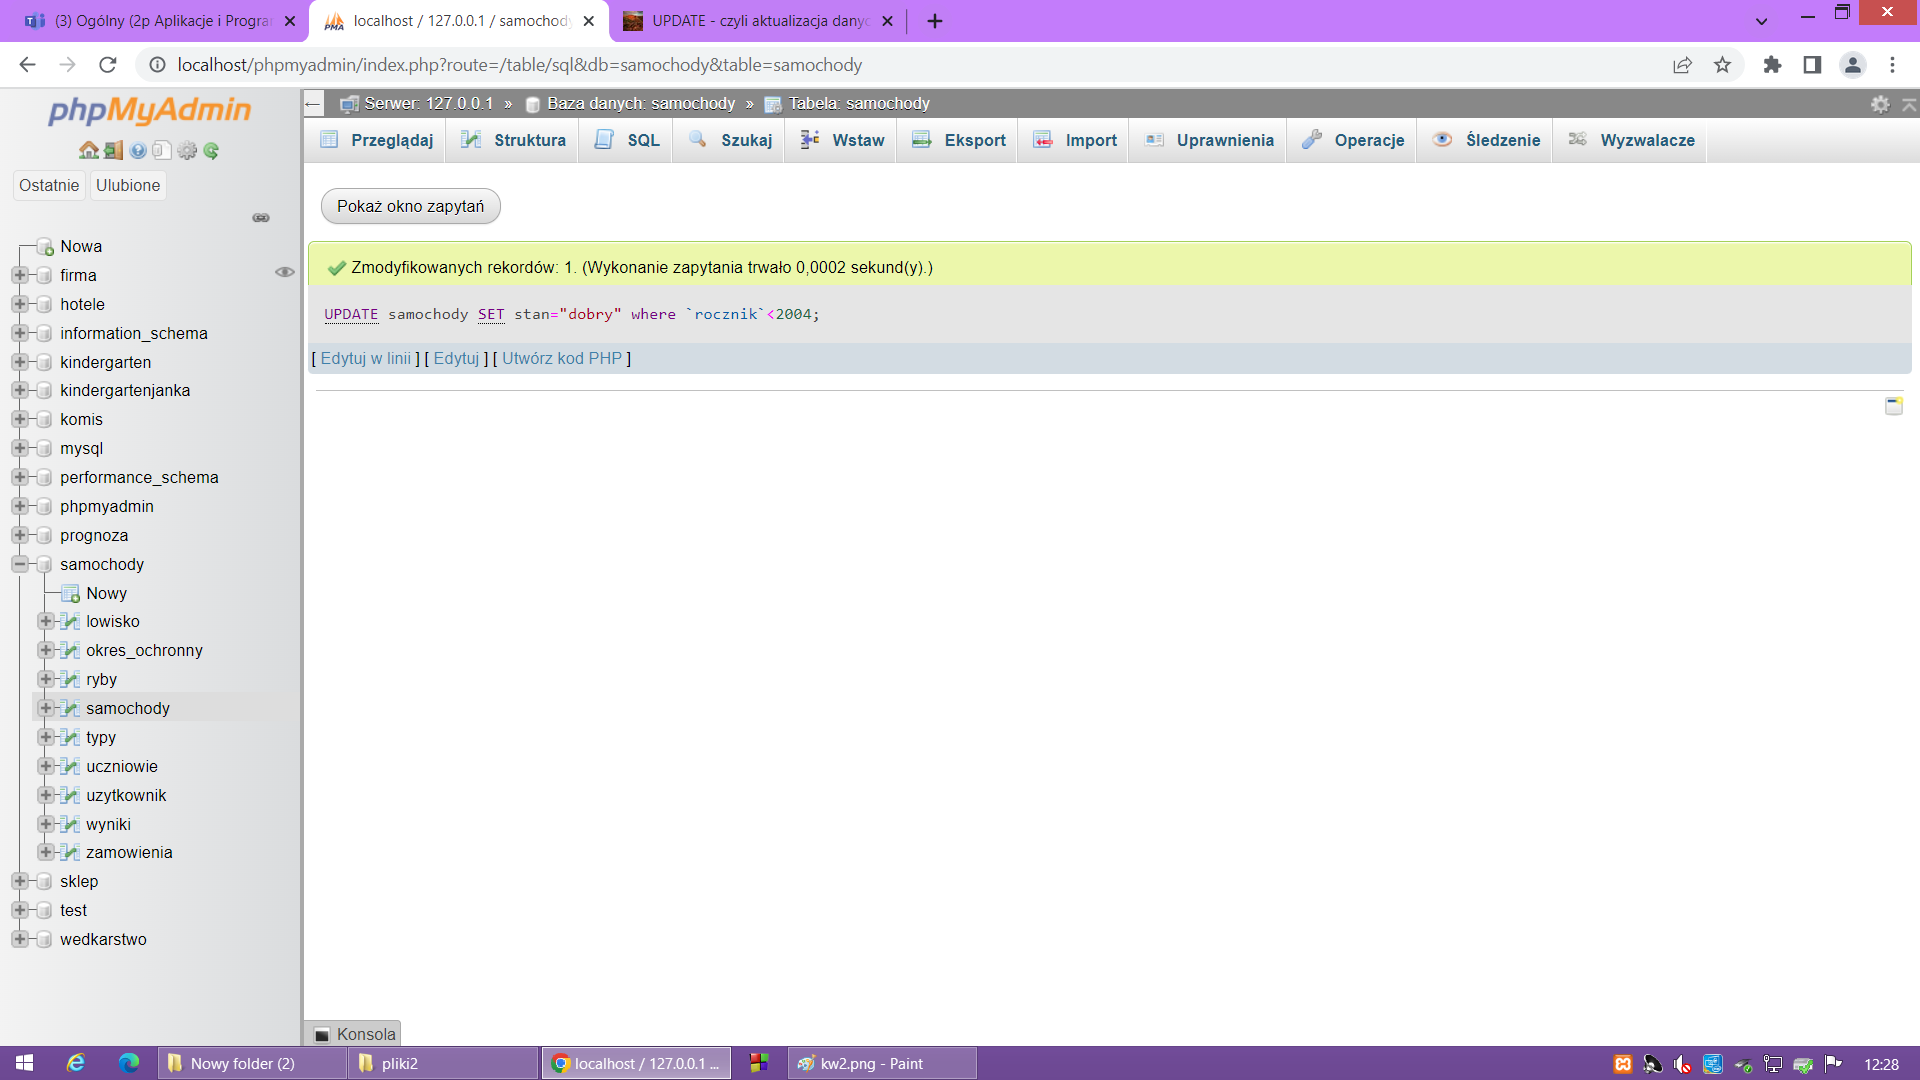 (3) Ogólny (2p Aplikacje i Progra
localhost / 127.0.0.1 / samochody
UPDATE - czyli aktualizacja danyc
localhost/phpmyadmin/index.php?route=/table/sql&db=samochody&table=samochody
phpMyAdmin
Ostatnie
Ulubione
Nowa
firma
hotele
information_schema
kindergarten
kindergartenjanka
komis
mysql
performance_schema
phpmyadmin
prognoza
samochody
Nowy
lowisko
okres_ochronny
ryby
samochody
typy
uczniowie
uzytkownik
wyniki
zamowienia
sklep
test
wedkarstwo
Serwer: 127.0.0.1 » Baza danych: samochody » Tabela: samochody
Przeglądaj Struktura SQL Szukaj Wstaw Eksport Import Uprawnienia Operacje Śledzenie Wyzwalacze
Pokaż okno zapytań
Zmodyfikowanych rekordów: 1. (Wykonanie zapytania trwało 0,0002 sekund(y).)
UPDATE samochody SET stan="dobry" where `rocznik`<2004;
[ Edytuj w linii ] [ Edytuj ] [ Utwórz kod PHP ]
Konsola
Nowy folder (2)
pliki2
localhost / 127.0.0.1 ...
kw2.png - Paint
12:28